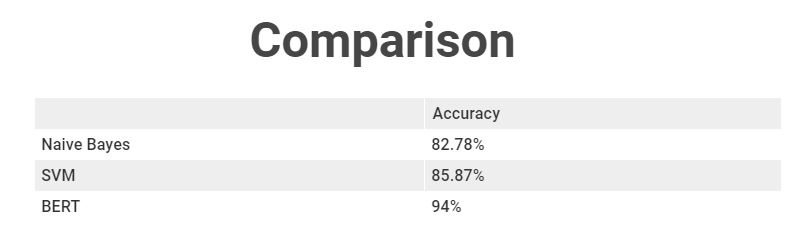 Comparison
Accuracy
Naive Bayes 82.78%
SVM 85.87%
BERT 94%